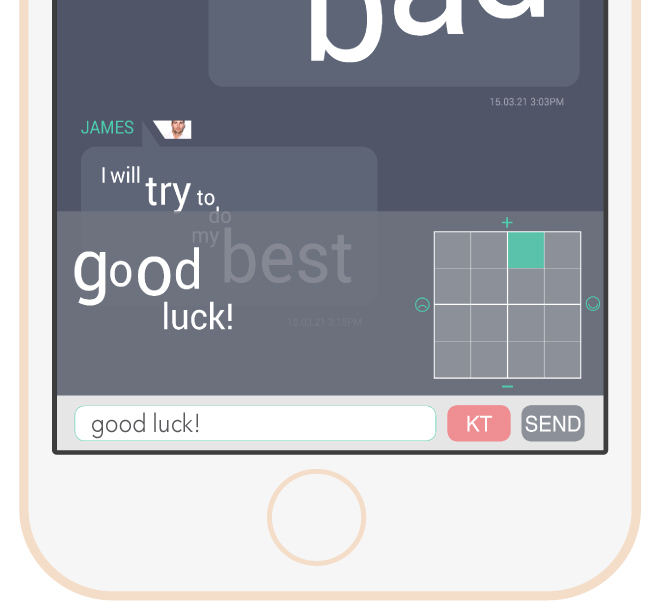 bad
15.03.21 3:03PM
JAMES
I will try to,
do
my best
good
luck!
15.03.21 3:15PM
+
−
good luck!
KT
SEND